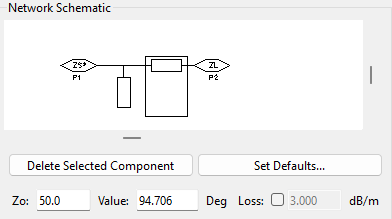 Network Schematic
ZS* ZL
P1 P2
Delete Selected Component Set Defaults...
Zo: 50.0 Value: 94.706 Deg Loss: 3.000 dB/m